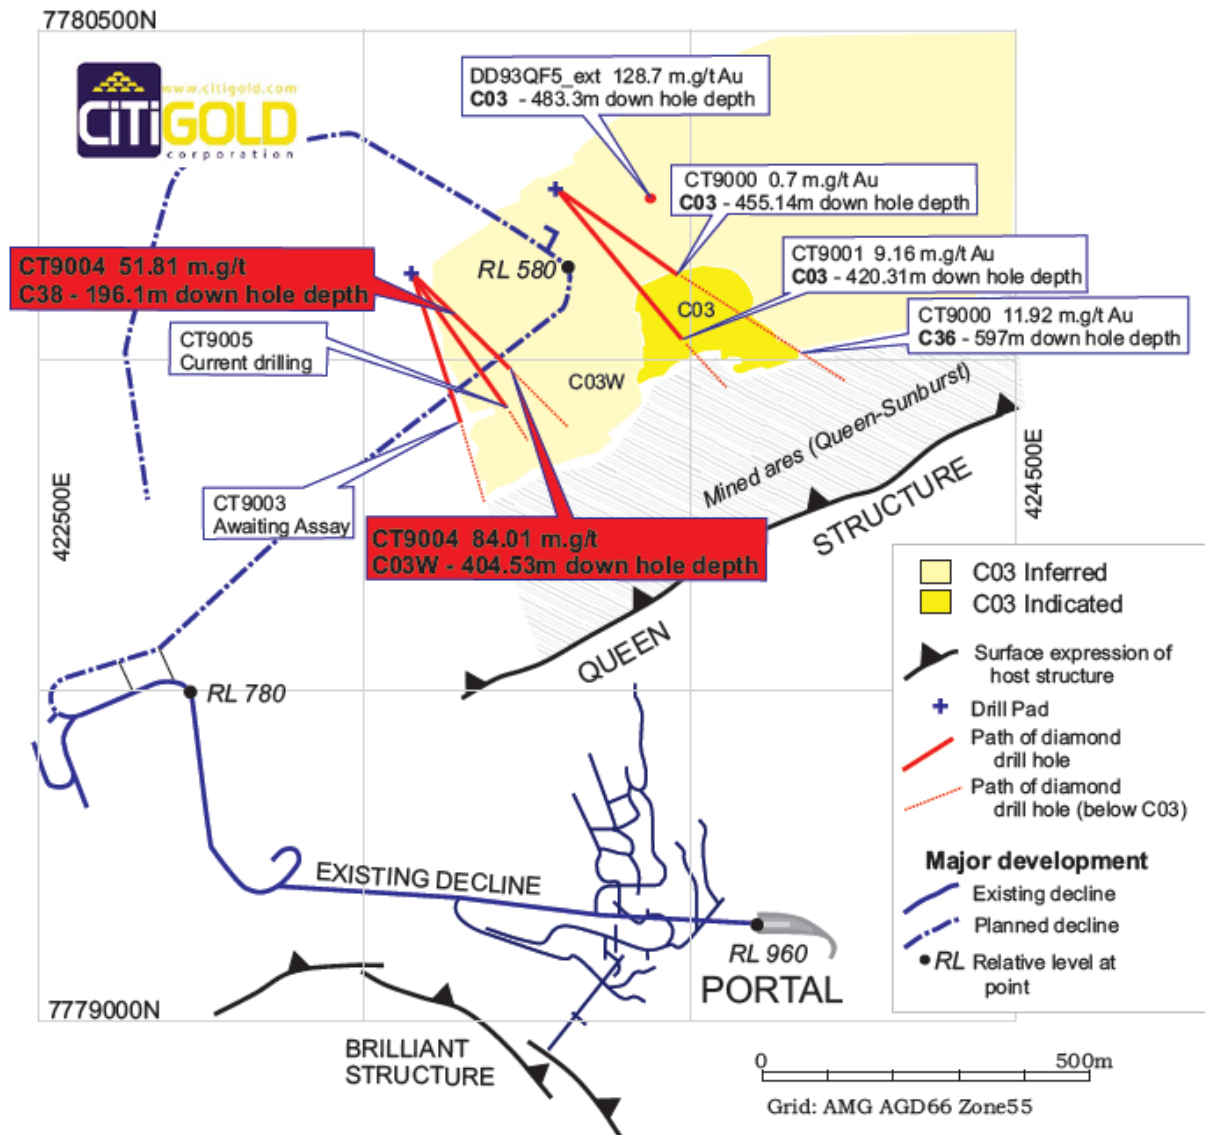 7780500N
www.citigold.com
CITIGOLD
corporation
DD93QF5_ext 128.7 m.g/t Au
C03 - 483.3m down hole depth
CT9000 0.7 m.g/t Au
C03 - 455.14m down hole depth
CT9001 9.16 m.g/t Au
C03 - 420.31m down hole depth
CT9000 11.92 m.g/t Au
C36 - 597m down hole depth
CT9004 51.81 m.g/t
C38 - 196.1m down hole depth
RL 580
C03
CT9005
Current drilling
C03W
Mined ares (Queen-Sunburst)
422500E
424500E
CT9003
Awaiting Assay
CT9004 84.01 m.g/t
C03W - 404.53m down hole depth
QUEEN STRUCTURE
C03 Inferred
C03 Indicated
Surface expression of
host structure
Drill Pad
Path of diamond
drill hole
Path of diamond
drill hole (below C03)
Major development
Existing decline
Planned decline
RL Relative level at
point
RL 780
EXISTING DECLINE
RL 960
PORTAL
7779000N
BRILLIANT
STRUCTURE
0 500m
Grid: AMG AGD66 Zone55